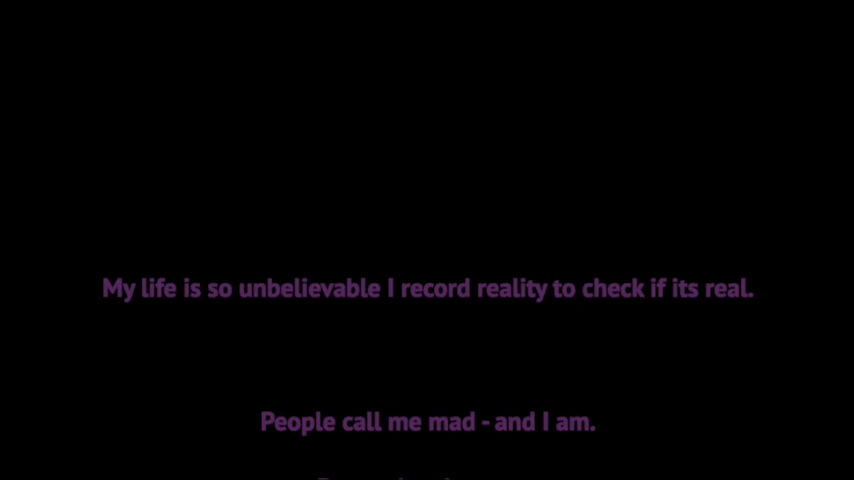 My life is so unbelievable I record reality to check if its real.
People call me mad - and I am.